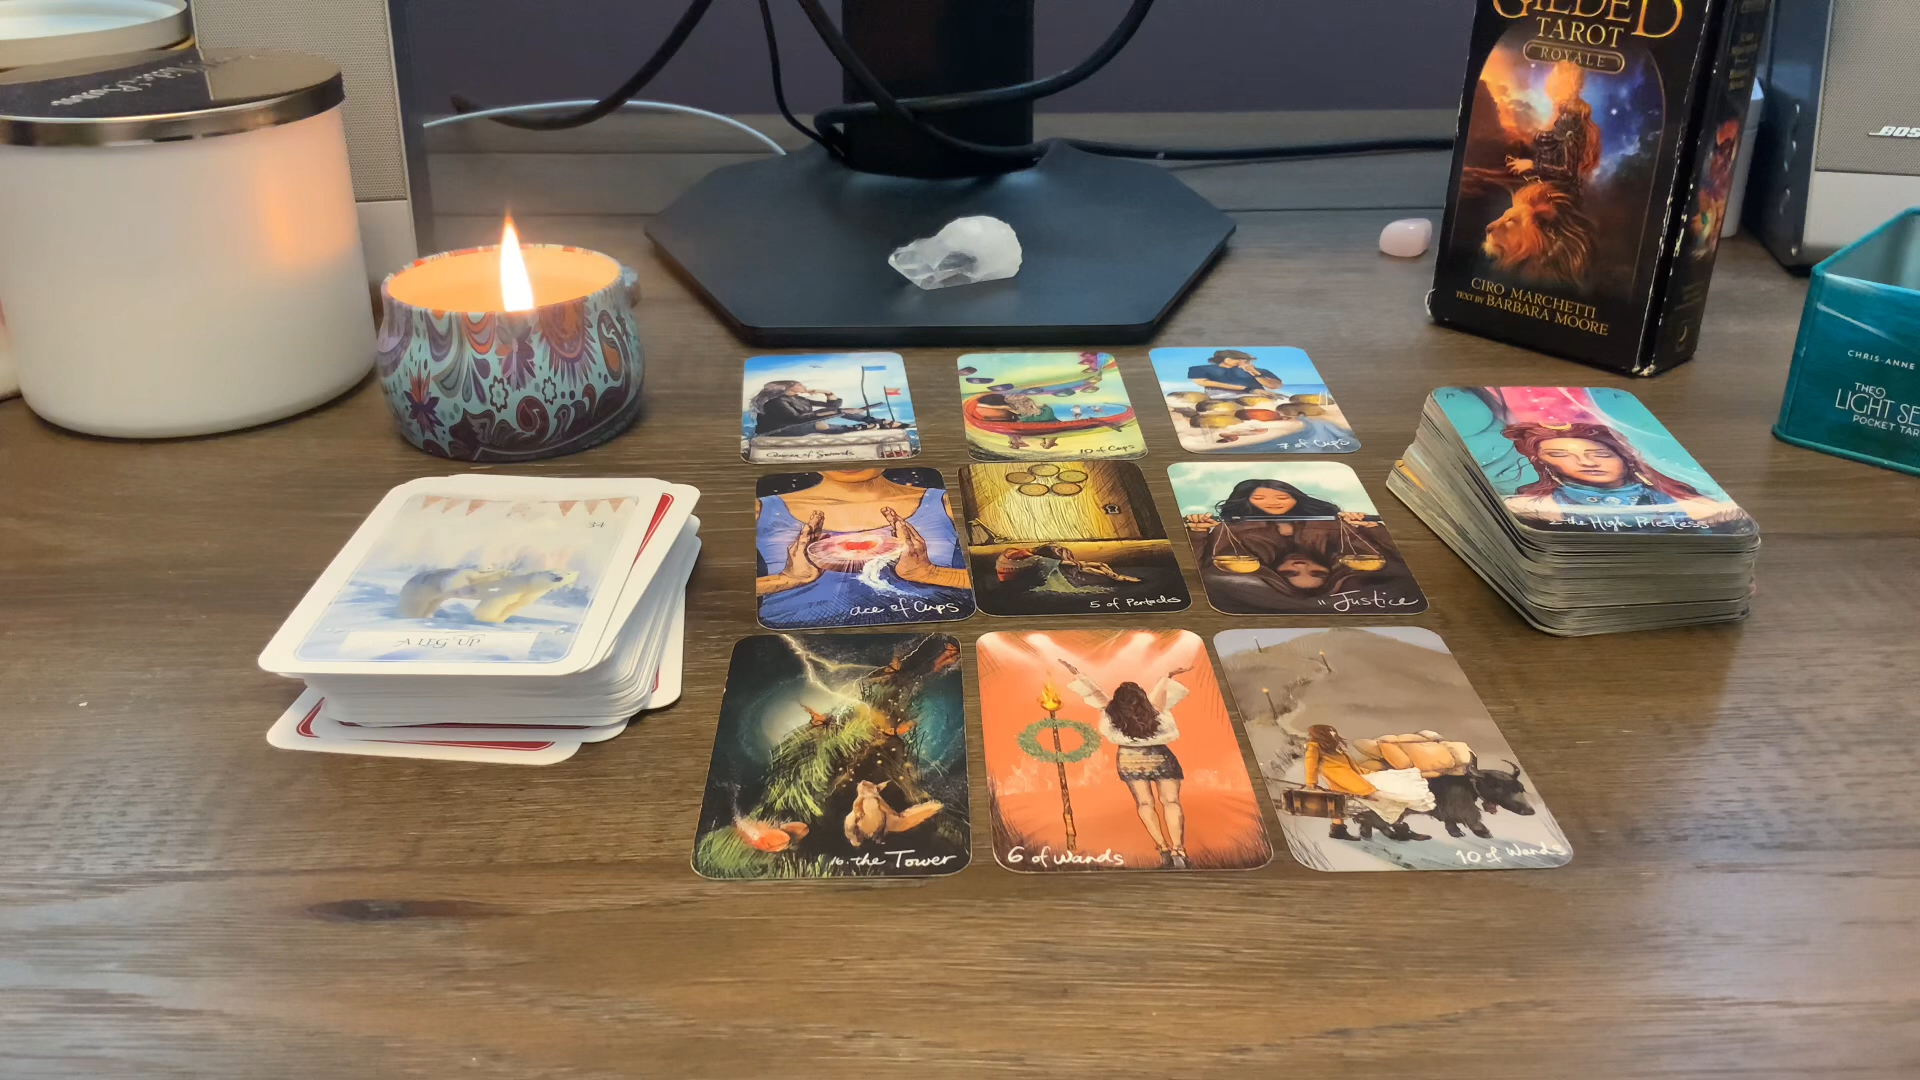 GILDED
TAROT
ROYALE
CIRO MARCHETTI
TEXT BY BARBARA MOORE
BOS
CHRIS-ANNE
THE
LIGHT SE
POCKET TAR
Queen of Swords
10 of Cups
7 of Cups
2. the High Priestess
34
A LEG UP
ace of Cups
5 of Pentacles
11 Justice
16. the Tower
6 of Wands
10 of Wands